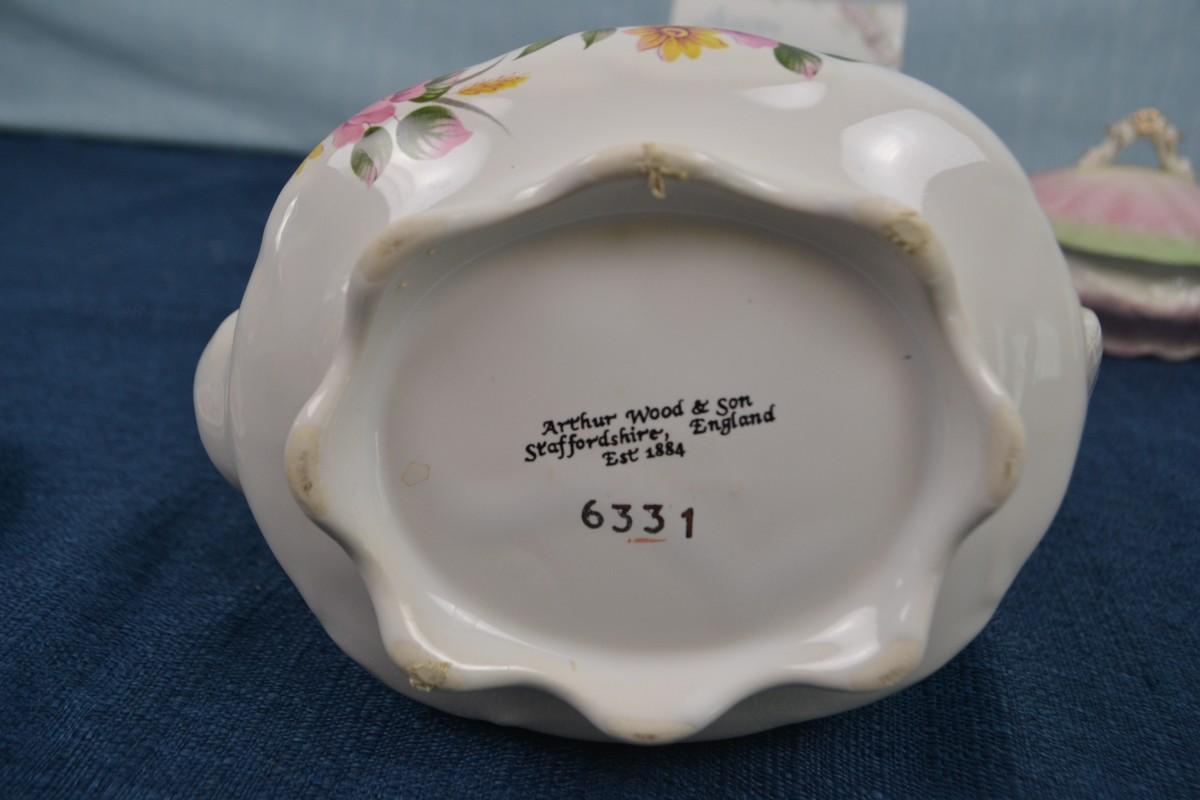 Arthur Wood & Son
Staffordshire, England
Est 1884
6331